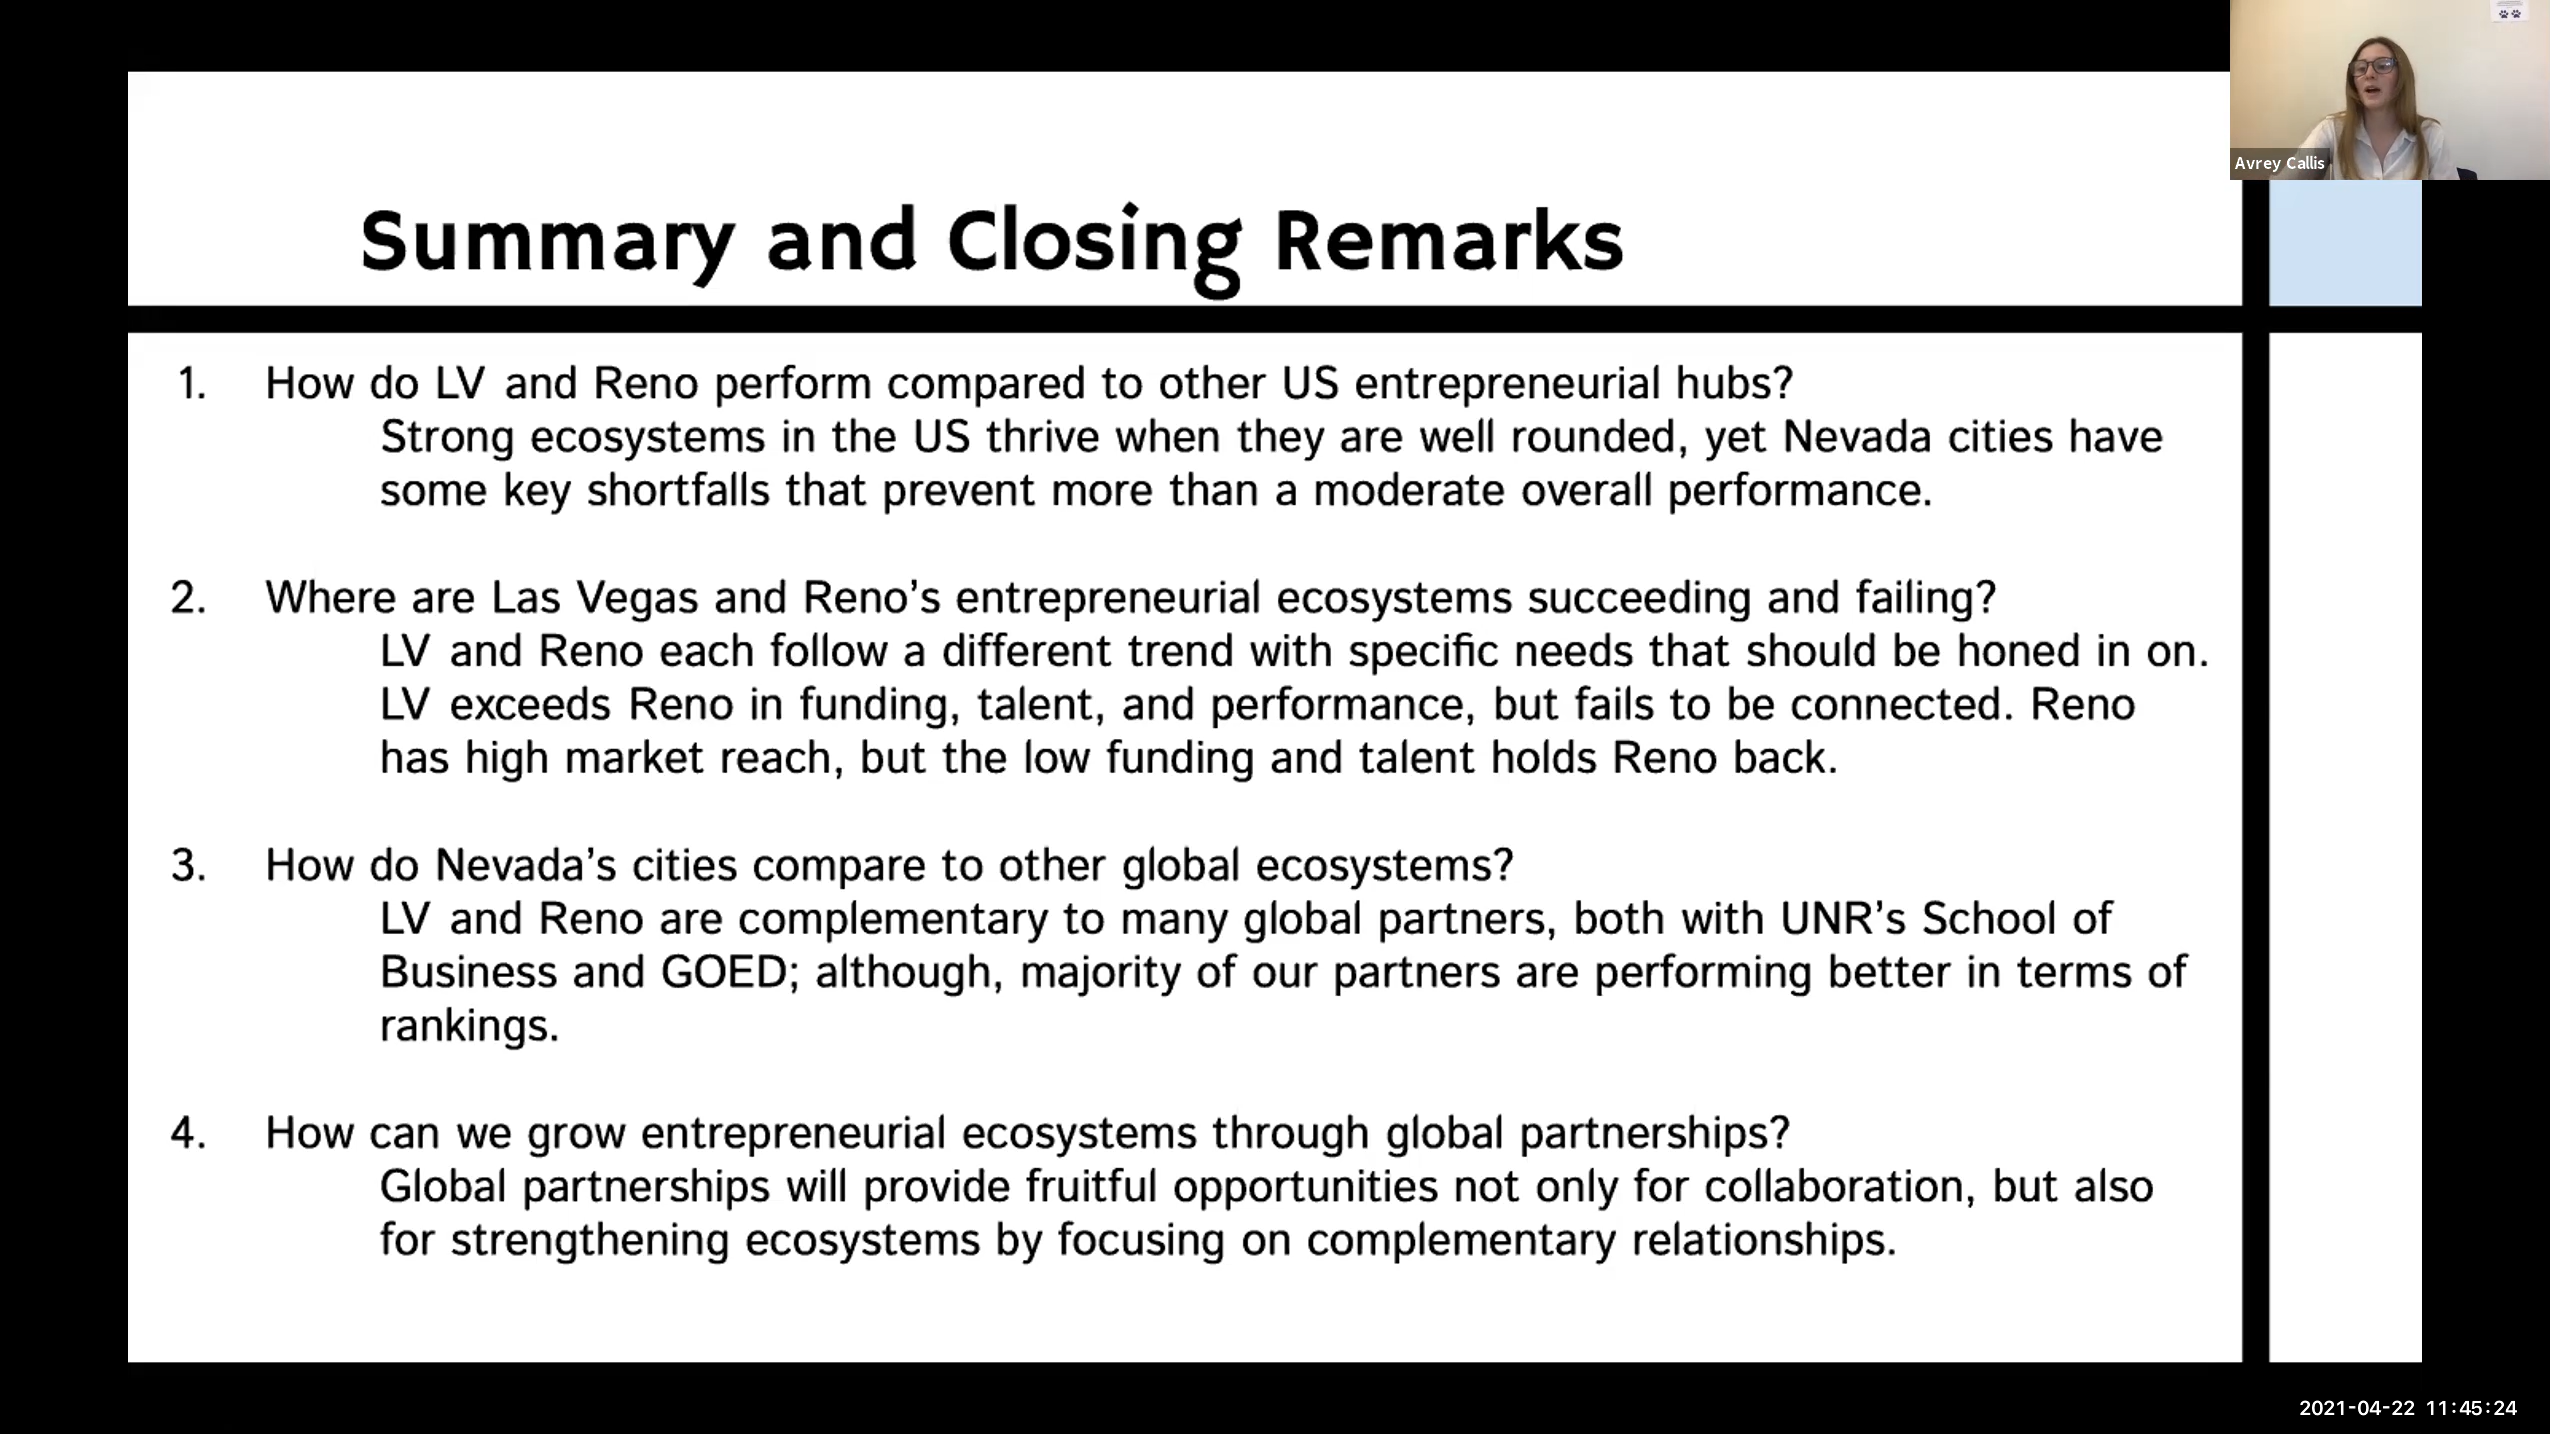 Avrey Callis
Summary and Closing Remarks
1. How do LV and Reno perform compared to other US entrepreneurial hubs?
Strong ecosystems in the US thrive when they are well rounded, yet Nevada cities have
some key shortfalls that prevent more than a moderate overall performance.
2. Where are Las Vegas and Reno’s entrepreneurial ecosystems succeeding and failing?
LV and Reno each follow a different trend with specific needs that should be honed in on.
LV exceeds Reno in funding, talent, and performance, but fails to be connected. Reno
has high market reach, but the low funding and talent holds Reno back.
3. How do Nevada’s cities compare to other global ecosystems?
LV and Reno are complementary to many global partners, both with UNR’s School of
Business and GOED; although, majority of our partners are performing better in terms of
rankings.
4. How can we grow entrepreneurial ecosystems through global partnerships?
Global partnerships will provide fruitful opportunities not only for collaboration, but also
for strengthening ecosystems by focusing on complementary relationships.
2021-04-22 11:45:24